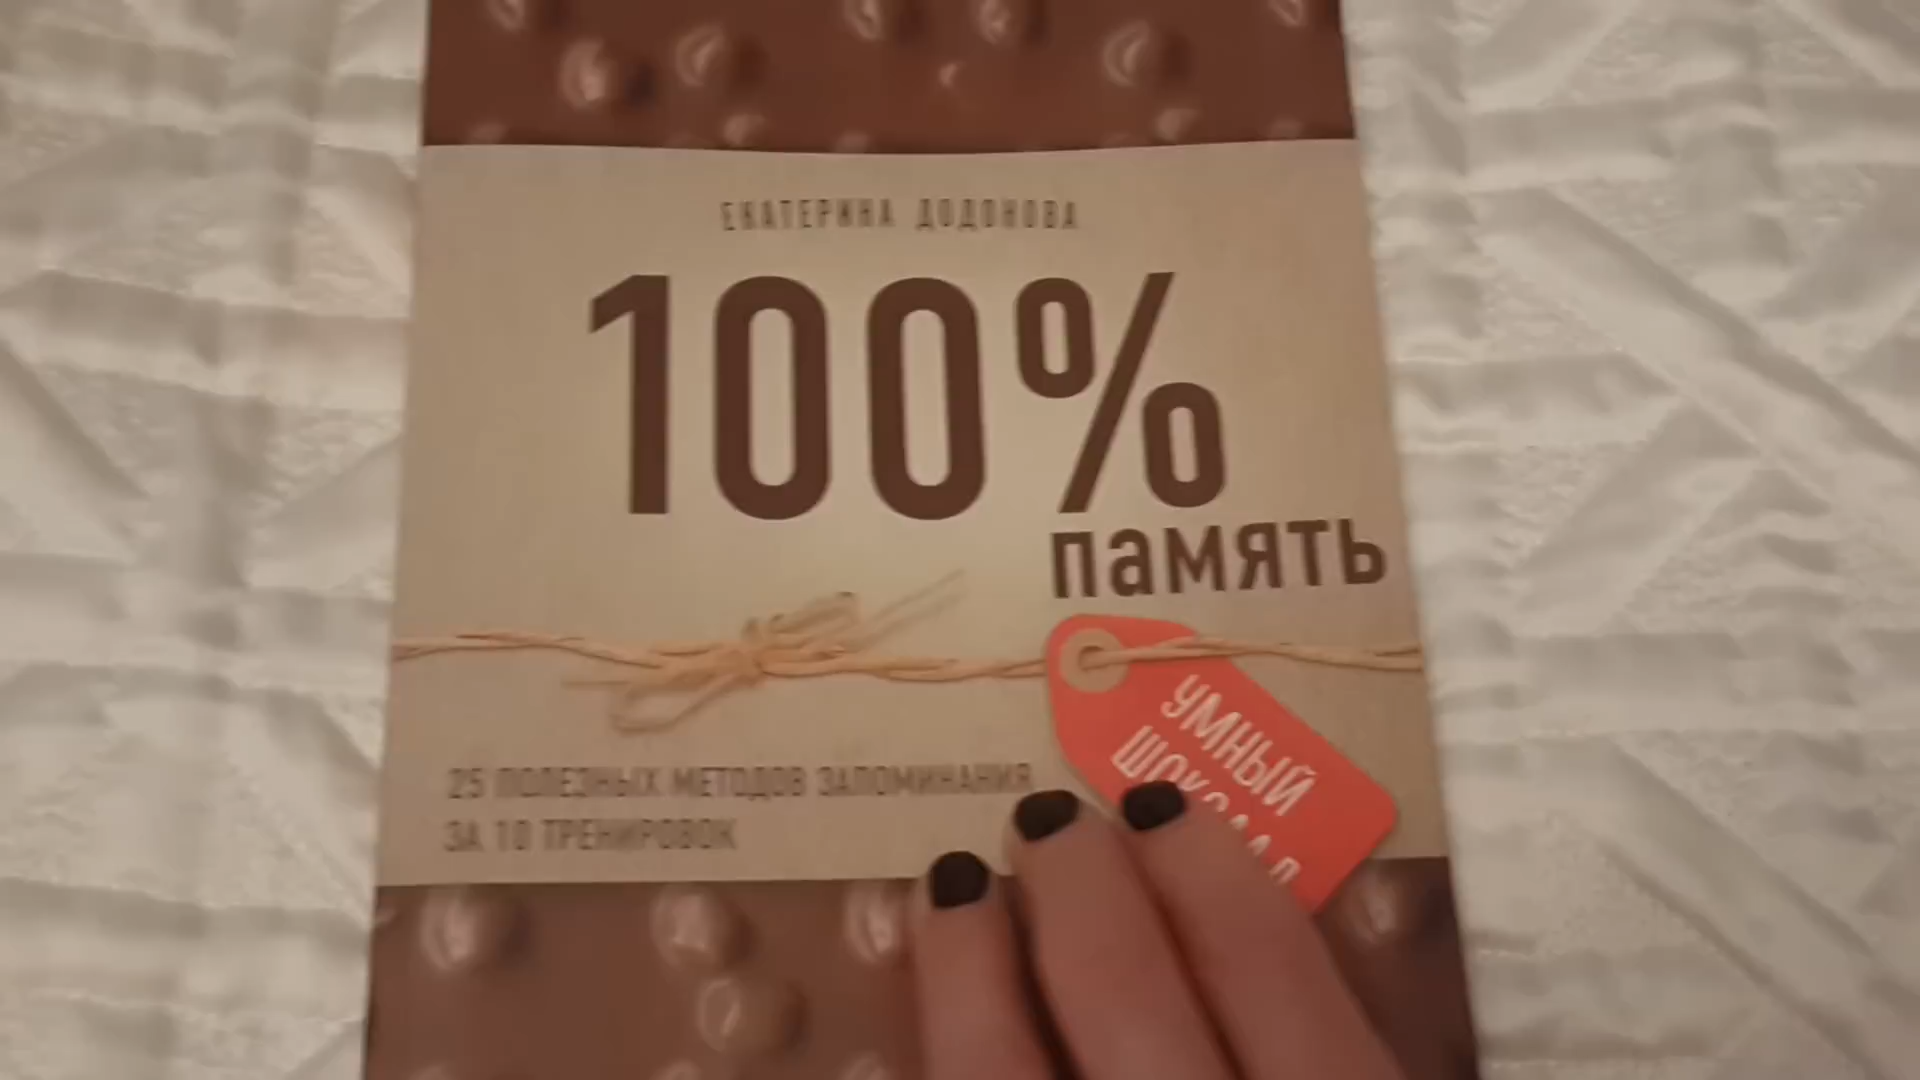 ЕКАТЕРИНА ДОДОНОВА
100%
память
УМНЫЙ
25 ПОЛЕЗНЫХ МЕТОДОВ ЗАПОМИНАНИЯ
ЗА 10 ТРЕНИРОВОК